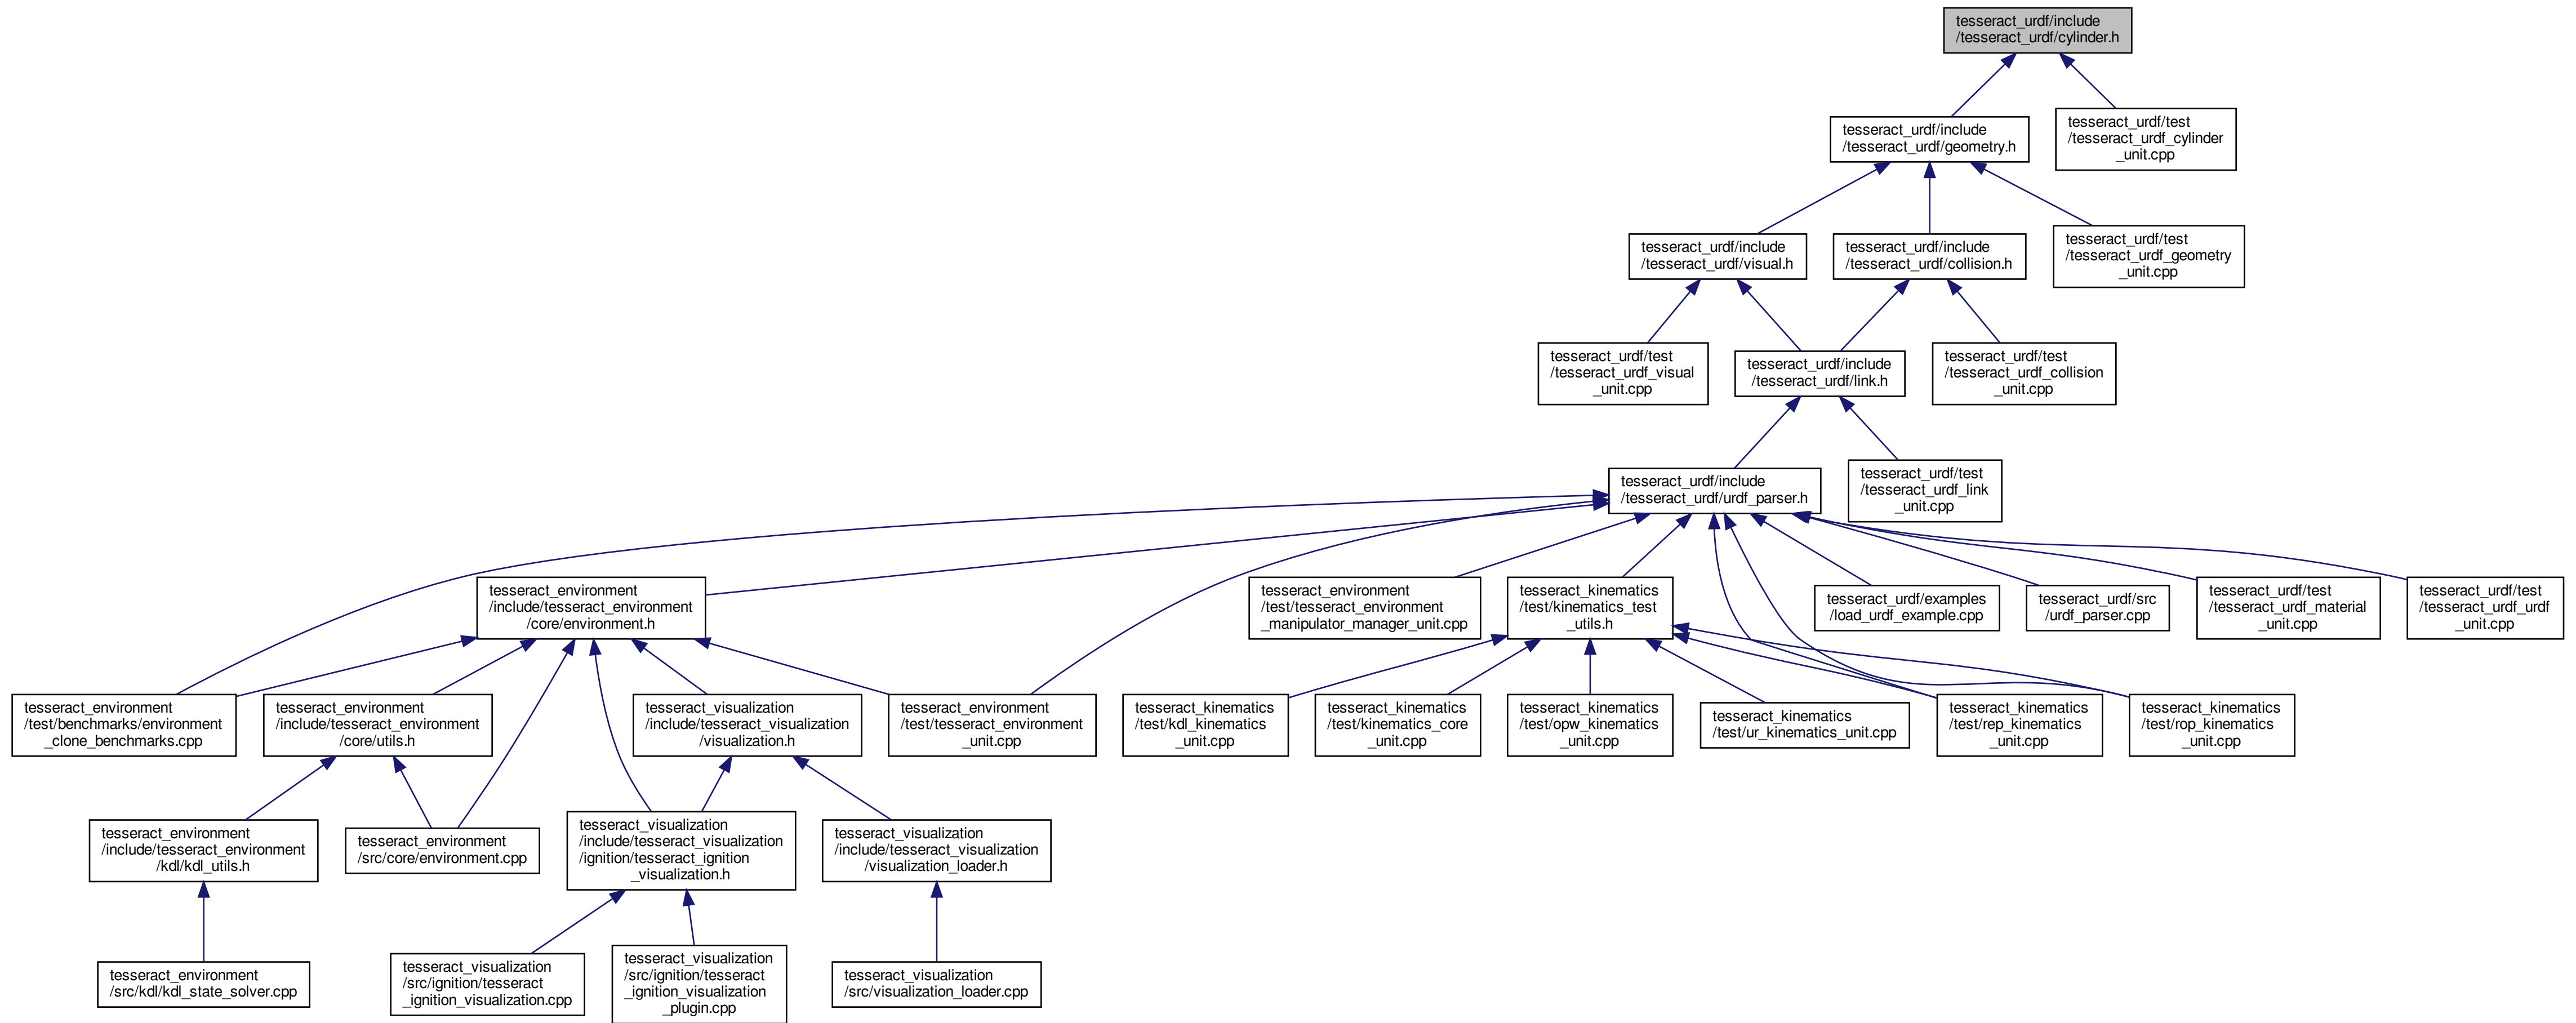 tesseract_urdf/include
/tesseract_urdf/cylinder.h
tesseract_urdf/include
/tesseract_urdf/geometry.h
tesseract_urdf/test
/tesseract_urdf_cylinder
_unit.cpp
tesseract_urdf/include
/tesseract_urdf/visual.h
tesseract_urdf/include
/tesseract_urdf/collision.h
tesseract_urdf/test
/tesseract_urdf_geometry
_unit.cpp
tesseract_urdf/test
/tesseract_urdf_visual
_unit.cpp
tesseract_urdf/include
/tesseract_urdf/link.h
tesseract_urdf/test
/tesseract_urdf_collision
_unit.cpp
tesseract_urdf/include
/tesseract_urdf/urdf_parser.h
tesseract_urdf/test
/tesseract_urdf_link
_unit.cpp
tesseract_environment
/include/tesseract_environment
/core/environment.h
tesseract_environment
/test/tesseract_environment
_manipulator_manager_unit.cpp
tesseract_kinematics
/test/kinematics_test
_utils.h
tesseract_urdf/examples
/load_urdf_example.cpp
tesseract_urdf/src
/urdf_parser.cpp
tesseract_urdf/test
/tesseract_urdf_material
_unit.cpp
tesseract_urdf/test
/tesseract_urdf_urdf
_unit.cpp
tesseract_environment
/test/benchmarks/environment
_clone_benchmarks.cpp
tesseract_environment
/include/tesseract_environment
/core/utils.h
tesseract_visualization
/include/tesseract_visualization
/visualization.h
tesseract_environment
/test/tesseract_environment
_unit.cpp
tesseract_kinematics
/test/kdl_kinematics
_unit.cpp
tesseract_kinematics
/test/kinematics_core
_unit.cpp
tesseract_kinematics
/test/opw_kinematics
_unit.cpp
tesseract_kinematics
/test/ur_kinematics_unit.cpp
tesseract_kinematics
/test/rep_kinematics
_unit.cpp
tesseract_kinematics
/test/rop_kinematics
_unit.cpp
tesseract_environment
/include/tesseract_environment
/kdl/kdl_utils.h
tesseract_environment
/src/core/environment.cpp
tesseract_visualization
/include/tesseract_visualization
/ignition/tesseract_ignition
_visualization.h
tesseract_visualization
/include/tesseract_visualization
/visualization_loader.h
tesseract_environment
/src/kdl/kdl_state_solver.cpp
tesseract_visualization
/src/ignition/tesseract
_ignition_visualization.cpp
tesseract_visualization
/src/ignition/tesseract
_ignition_visualization
_plugin.cpp
tesseract_visualization
/src/visualization_loader.cpp